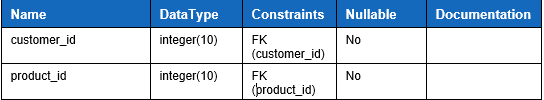 Name DataType Constraints Nullable Documentation
customer_id integer(10) FK No
(customer_id)
product_id integer(10) FK No
(product_id)